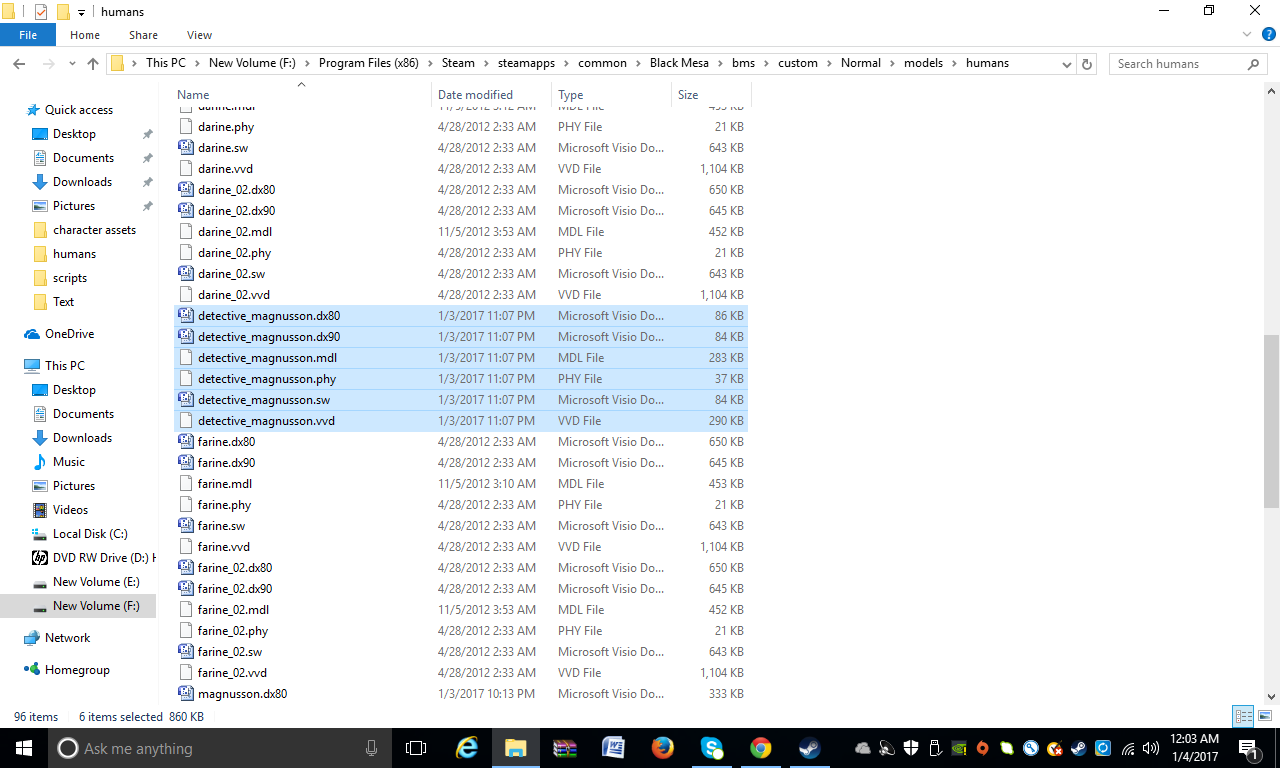 humans
File Home Share View
This PC New Volume (F:) Program Files (x86) Steam steamapps common Black Mesa bms custom Normal models humans Search humans
Name Date modified Type Size
darine.mdl 11/5/2012 3:12 AM MDL File 453 KB
darine.phy 4/28/2012 2:33 AM PHY File 21 KB
darine.sw 4/28/2012 2:33 AM Microsoft Visio Do... 643 KB
darine.vvd 4/28/2012 2:33 AM VVD File 1,104 KB
darine_02.dx80 4/28/2012 2:33 AM Microsoft Visio Do... 650 KB
darine_02.dx90 4/28/2012 2:33 AM Microsoft Visio Do... 645 KB
darine_02.mdl 11/5/2012 3:53 AM MDL File 452 KB
darine_02.phy 4/28/2012 2:33 AM PHY File 21 KB
darine_02.sw 4/28/2012 2:33 AM Microsoft Visio Do... 643 KB
darine_02.vvd 4/28/2012 2:33 AM VVD File 1,104 KB
detective_magnusson.dx80 1/3/2017 11:07 PM Microsoft Visio Do... 86 KB
detective_magnusson.dx90 1/3/2017 11:07 PM Microsoft Visio Do... 84 KB
detective_magnusson.mdl 1/3/2017 11:07 PM MDL File 283 KB
detective_magnusson.phy 1/3/2017 11:07 PM PHY File 37 KB
detective_magnusson.sw 1/3/2017 11:07 PM Microsoft Visio Do... 84 KB
detective_magnusson.vvd 1/3/2017 11:07 PM VVD File 290 KB
farine.dx80 4/28/2012 2:33 AM Microsoft Visio Do... 650 KB
farine.dx90 4/28/2012 2:33 AM Microsoft Visio Do... 645 KB
farine.mdl 11/5/2012 3:10 AM MDL File 453 KB
farine.phy 4/28/2012 2:33 AM PHY File 21 KB
farine.sw 4/28/2012 2:33 AM Microsoft Visio Do... 643 KB
farine.vvd 4/28/2012 2:33 AM VVD File 1,104 KB
farine_02.dx80 4/28/2012 2:33 AM Microsoft Visio Do... 650 KB
farine_02.dx90 4/28/2012 2:33 AM Microsoft Visio Do... 645 KB
farine_02.mdl 11/5/2012 3:53 AM MDL File 452 KB
farine_02.phy 4/28/2012 2:33 AM PHY File 21 KB
farine_02.sw 4/28/2012 2:33 AM Microsoft Visio Do... 643 KB
farine_02.vvd 4/28/2012 2:33 AM VVD File 1,104 KB
magnusson.dx80 1/3/2017 10:13 PM Microsoft Visio Do... 333 KB
Quick access
Desktop
Documents
Downloads
Pictures
character assets
humans
scripts
Text
OneDrive
This PC
Desktop
Documents
Downloads
Music
Pictures
Videos
Local Disk (C:)
DVD RW Drive (D:) H
New Volume (E:)
New Volume (F:)
Network
Homegroup
96 items 6 items selected 860 KB
Ask me anything
12:03 AM
1/4/2017
1